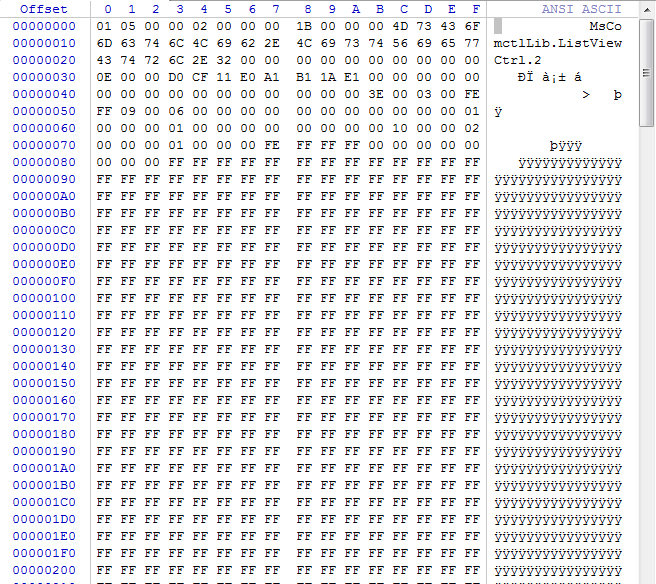 Offset 0 1 2 3 4 5 6 7 8 9 A B C D E F ANSI ASCII
00000000 01 05 00 00 02 00 00 00 1B 00 00 00 4D 73 43 6F MsCo
00000010 6D 63 74 6C 4C 69 62 2E 4C 69 73 74 56 69 65 77 mctlLib.ListView
00000020 43 74 72 6C 2E 32 00 00 00 00 00 00 00 00 00 00 Ctrl.2
00000030 0E 00 00 D0 CF 11 E0 A1 B1 1A E1 00 00 00 00 00 ÐÏ à¡± á
00000040 00 00 00 00 00 00 00 00 00 00 00 3E 00 03 00 FE > þ
00000050 FF 09 00 06 00 00 00 00 00 00 00 00 00 00 00 01 ÿ
00000060 00 00 00 01 00 00 00 00 00 00 00 00 10 00 00 02
00000070 00 00 00 01 00 00 00 FE FF FF FF 00 00 00 00 00 þÿÿÿ
00000080 00 00 00 FF FF FF FF FF FF FF FF FF FF FF FF FF ÿÿÿÿÿÿÿÿÿÿÿÿÿ
00000090 FF FF FF FF FF FF FF FF FF FF FF FF FF FF FF FF ÿÿÿÿÿÿÿÿÿÿÿÿÿÿÿÿ
000000A0 FF FF FF FF FF FF FF FF FF FF FF FF FF FF FF FF ÿÿÿÿÿÿÿÿÿÿÿÿÿÿÿÿ
000000B0 FF FF FF FF FF FF FF FF FF FF FF FF FF FF FF FF ÿÿÿÿÿÿÿÿÿÿÿÿÿÿÿÿ
000000C0 FF FF FF FF FF FF FF FF FF FF FF FF FF FF FF FF ÿÿÿÿÿÿÿÿÿÿÿÿÿÿÿÿ
000000D0 FF FF FF FF FF FF FF FF FF FF FF FF FF FF FF FF ÿÿÿÿÿÿÿÿÿÿÿÿÿÿÿÿ
000000E0 FF FF FF FF FF FF FF FF FF FF FF FF FF FF FF FF ÿÿÿÿÿÿÿÿÿÿÿÿÿÿÿÿ
000000F0 FF FF FF FF FF FF FF FF FF FF FF FF FF FF FF FF ÿÿÿÿÿÿÿÿÿÿÿÿÿÿÿÿ
00000100 FF FF FF FF FF FF FF FF FF FF FF FF FF FF FF FF ÿÿÿÿÿÿÿÿÿÿÿÿÿÿÿÿ
00000110 FF FF FF FF FF FF FF FF FF FF FF FF FF FF FF FF ÿÿÿÿÿÿÿÿÿÿÿÿÿÿÿÿ
00000120 FF FF FF FF FF FF FF FF FF FF FF FF FF FF FF FF ÿÿÿÿÿÿÿÿÿÿÿÿÿÿÿÿ
00000130 FF FF FF FF FF FF FF FF FF FF FF FF FF FF FF FF ÿÿÿÿÿÿÿÿÿÿÿÿÿÿÿÿ
00000140 FF FF FF FF FF FF FF FF FF FF FF FF FF FF FF FF ÿÿÿÿÿÿÿÿÿÿÿÿÿÿÿÿ
00000150 FF FF FF FF FF FF FF FF FF FF FF FF FF FF FF FF ÿÿÿÿÿÿÿÿÿÿÿÿÿÿÿÿ
00000160 FF FF FF FF FF FF FF FF FF FF FF FF FF FF FF FF ÿÿÿÿÿÿÿÿÿÿÿÿÿÿÿÿ
00000170 FF FF FF FF FF FF FF FF FF FF FF FF FF FF FF FF ÿÿÿÿÿÿÿÿÿÿÿÿÿÿÿÿ
00000180 FF FF FF FF FF FF FF FF FF FF FF FF FF FF FF FF ÿÿÿÿÿÿÿÿÿÿÿÿÿÿÿÿ
00000190 FF FF FF FF FF FF FF FF FF FF FF FF FF FF FF FF ÿÿÿÿÿÿÿÿÿÿÿÿÿÿÿÿ
000001A0 FF FF FF FF FF FF FF FF FF FF FF FF FF FF FF FF ÿÿÿÿÿÿÿÿÿÿÿÿÿÿÿÿ
000001B0 FF FF FF FF FF FF FF FF FF FF FF FF FF FF FF FF ÿÿÿÿÿÿÿÿÿÿÿÿÿÿÿÿ
000001C0 FF FF FF FF FF FF FF FF FF FF FF FF FF FF FF FF ÿÿÿÿÿÿÿÿÿÿÿÿÿÿÿÿ
000001D0 FF FF FF FF FF FF FF FF FF FF FF FF FF FF FF FF ÿÿÿÿÿÿÿÿÿÿÿÿÿÿÿÿ
000001E0 FF FF FF FF FF FF FF FF FF FF FF FF FF FF FF FF ÿÿÿÿÿÿÿÿÿÿÿÿÿÿÿÿ
000001F0 FF FF FF FF FF FF FF FF FF FF FF FF FF FF FF FF ÿÿÿÿÿÿÿÿÿÿÿÿÿÿÿÿ
00000200 FF FF FF FF FF FF FF FF FF FF FF FF FF FF FF FF ÿÿÿÿÿÿÿÿÿÿÿÿÿÿÿÿ